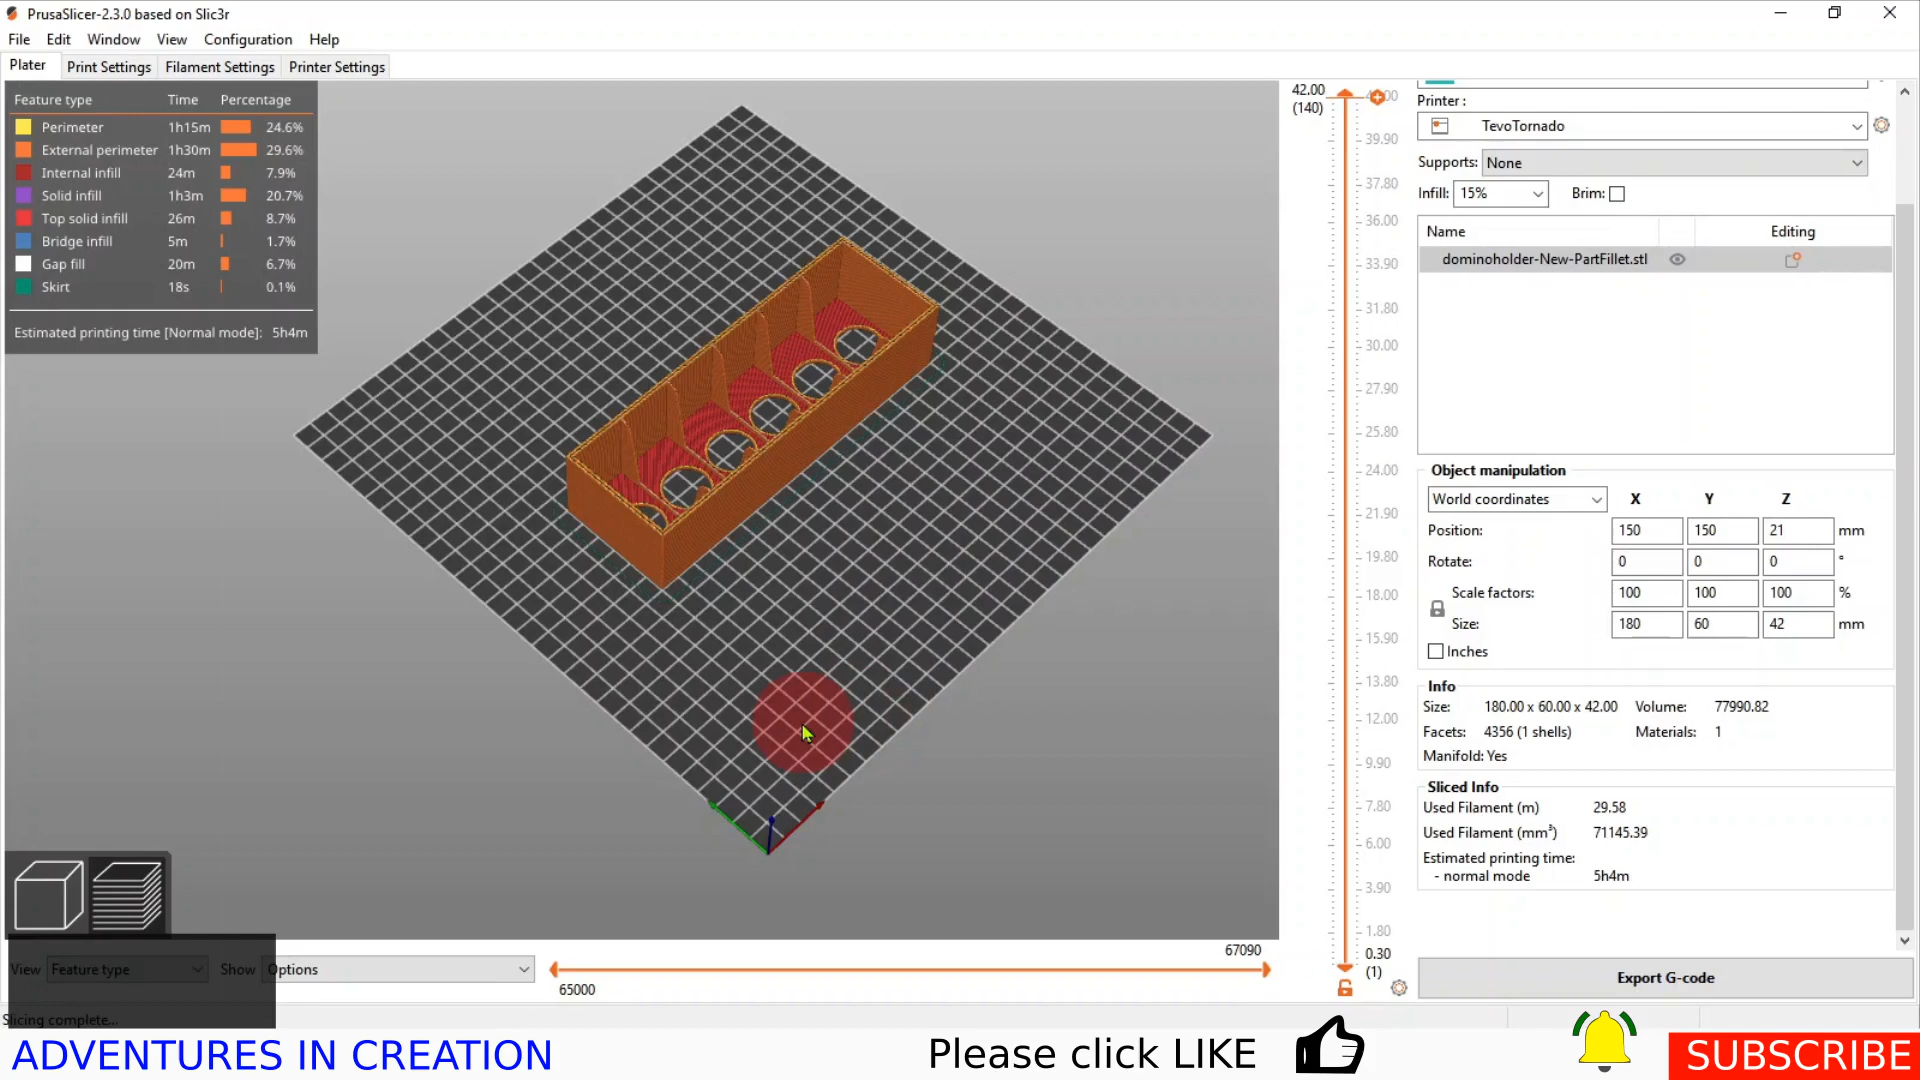 PrusaSlicer-2.3.0 based on Slic3r
File Edit Window View Configuration Help
Plater Print Settings Filament Settings Printer Settings
Feature type Time Percentage
Perimeter 1h15m 24.6%
External perimeter 1h30m 29.6%
Internal infill 24m 7.9%
Solid infill 1h3m 20.7%
Top solid infill 26m 8.7%
Bridge infill 5m 1.7%
Gap fill 20m 6.7%
Skirt 18s 0.1%
Estimated printing time [Normal mode]: 5h4m
42.00
(140)
39.90
37.80
36.00
33.90
31.80
30.00
27.90
25.80
24.00
21.90
19.80
18.00
15.90
13.80
12.00
9.90
7.80
6.00
3.90
1.80
0.30
(1)
Printer :
TevoTornado
Supports: None
Infill: 15% Brim:
Name Editing
dominoholder-New-PartFillet.stl
Object manipulation
World coordinates X Y Z
Position: 150 150 21 mm
Rotate: 0 0 0 °
Scale factors: 100 100 100 %
Size: 180 60 42 mm
Inches
Info
Size: 180.00 x 60.00 x 42.00 Volume: 77990.82
Facets: 4356 (1 shells) Materials: 1
Manifold: Yes
Sliced Info
Used Filament (m) 29.58
Used Filament (mm³) 71145.39
Estimated printing time:
- normal mode 5h4m
Export G-code
67090
View Feature type Show Options
65000
Slicing complete...
ADVENTURES IN CREATION
Please click LIKE
SUBSCRIBE